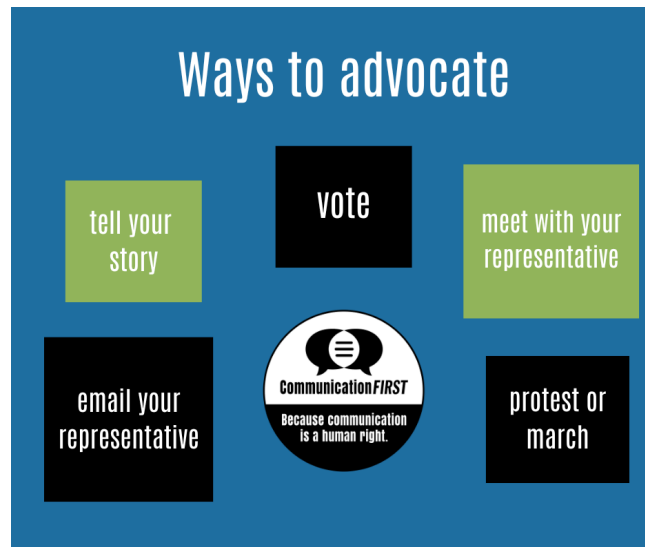 Ways to advocate
tell your
story
vote
meet with your
representative
email your
representative
CommunicationFIRST
Because communication
is a human right.
protest or
march